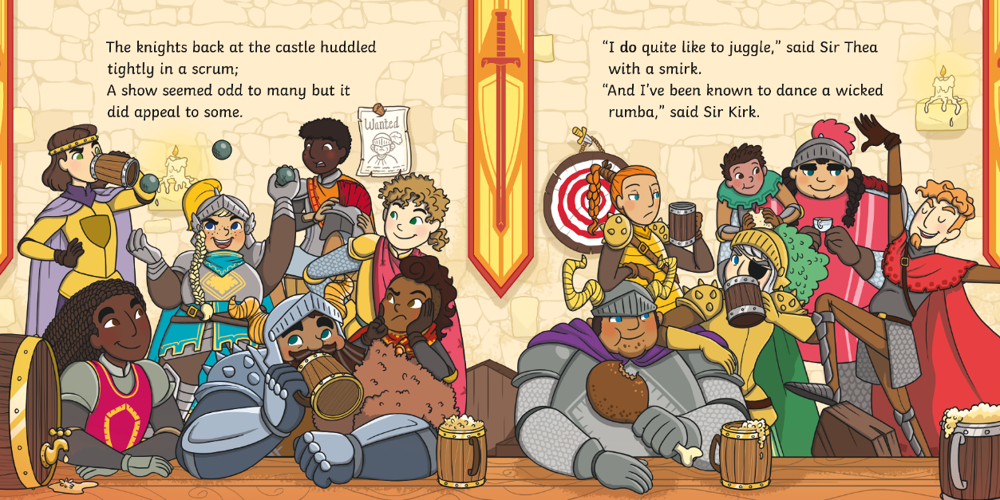 The knights back at the castle huddled
tightly in a scrum;
A show seemed odd to many but it
did appeal to some.
Wanted
“I do quite like to juggle,” said Sir Thea
with a smirk.
“And I’ve been known to dance a wicked
rumba,” said Sir Kirk.